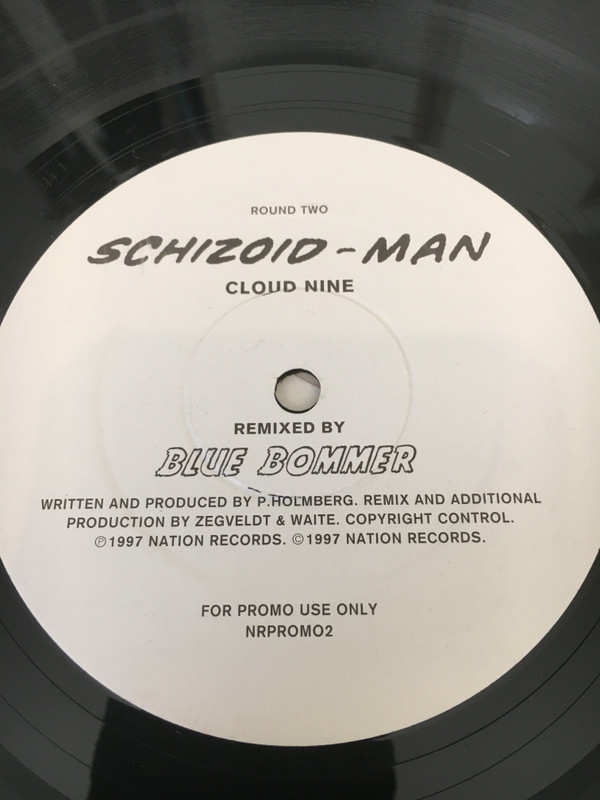 ROUND TWO
SCHIZOID-MAN
CLOUD NINE
REMIXED BY
BLUE BOMMER
WRITTEN AND PRODUCED BY P.HOLMBERG. REMIX AND ADDITIONAL
PRODUCTION BY ZEGVELDT & WAITE. COPYRIGHT CONTROL.
℗1997 NATION RECORDS. ©1997 NATION RECORDS.
FOR PROMO USE ONLY
NRPROMO2